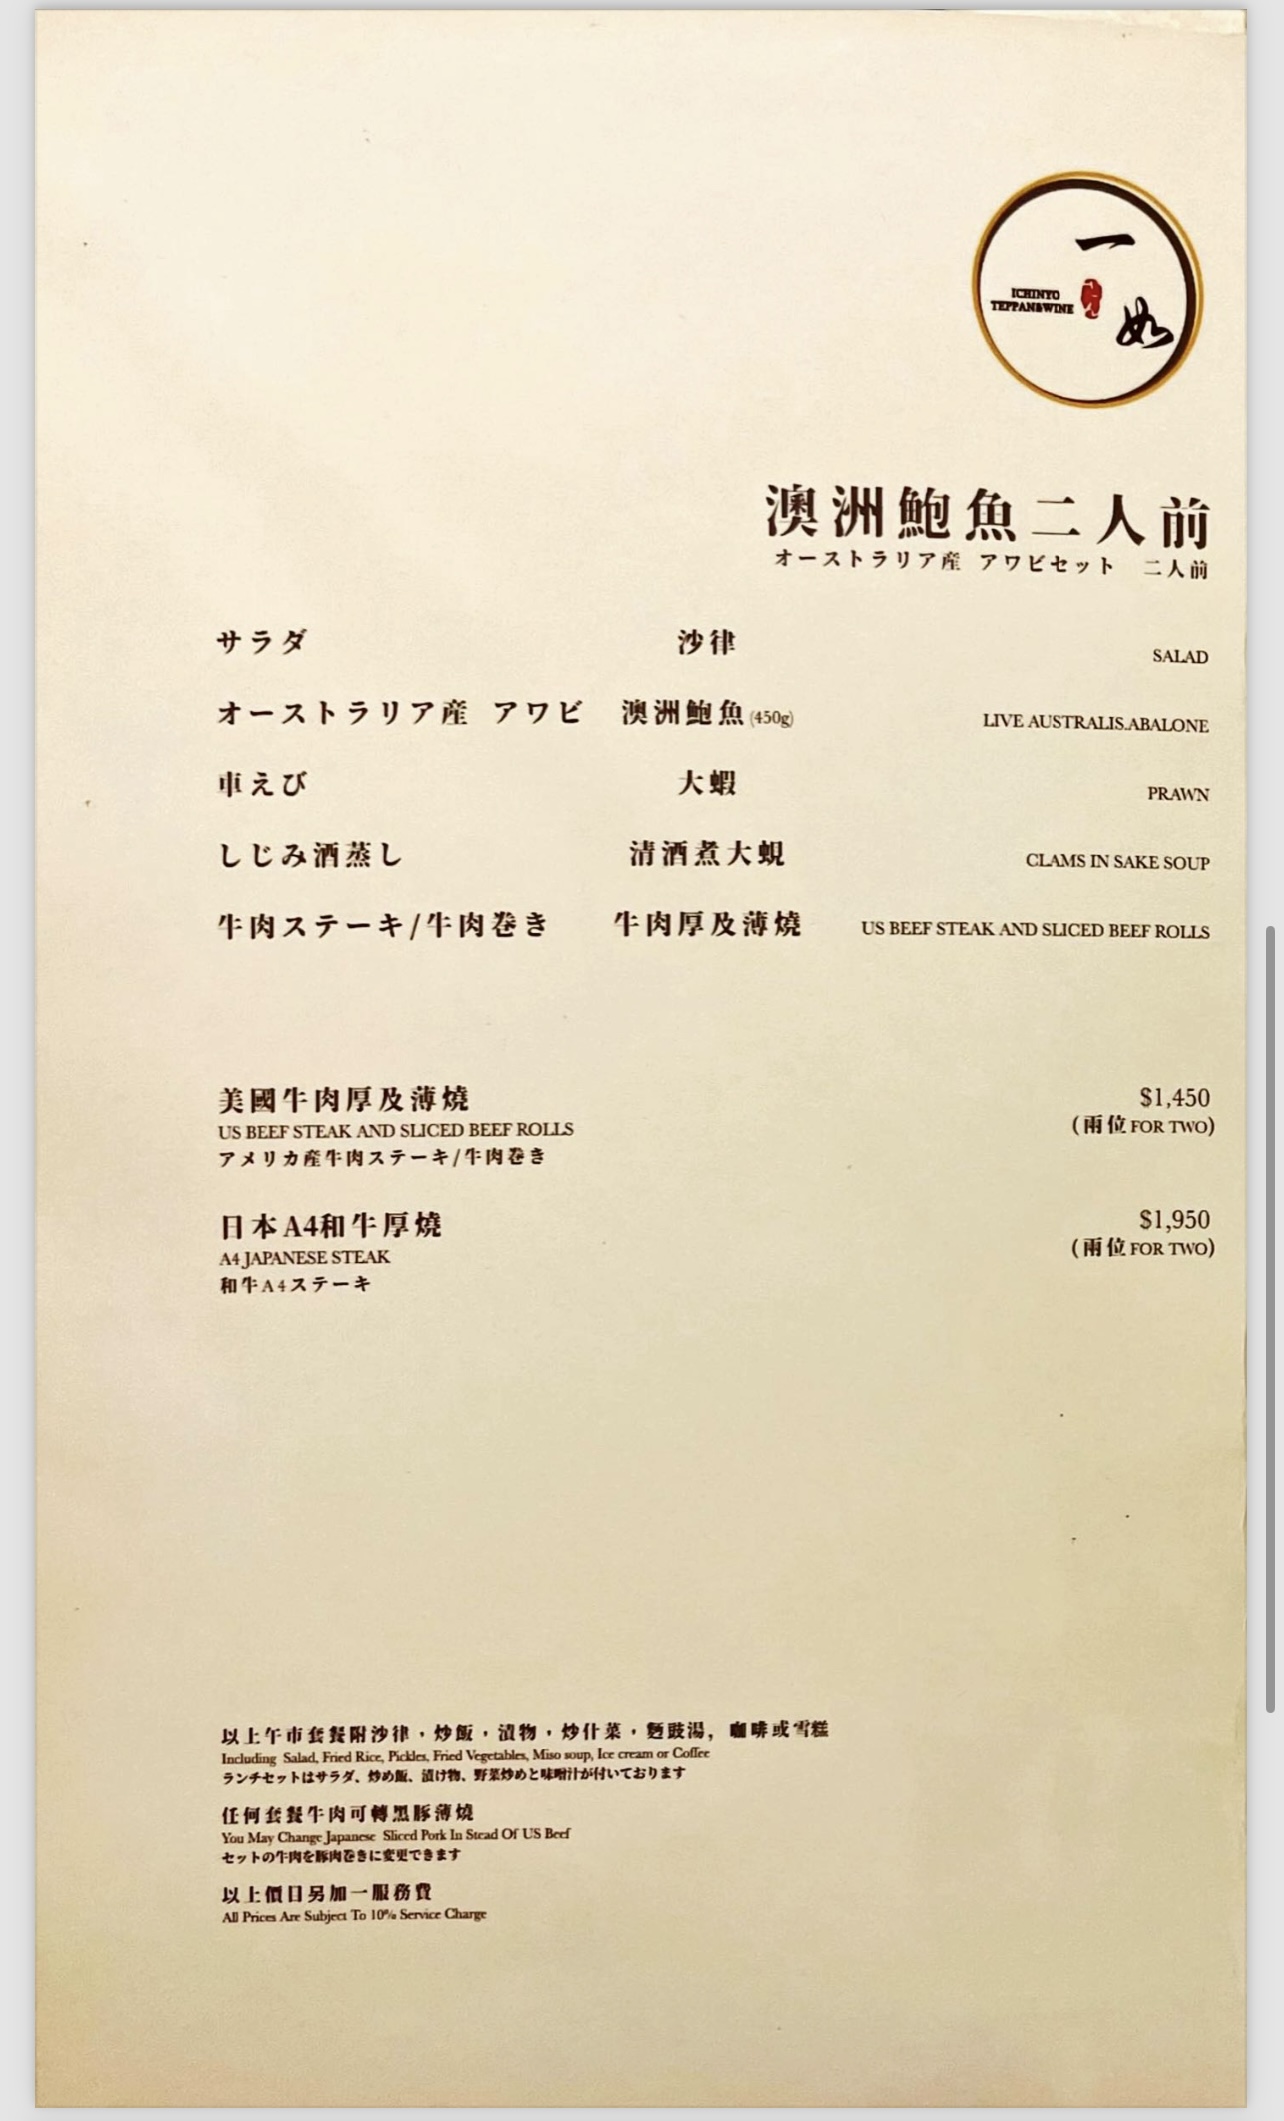 一如
ICHINYO
TEPPAN&WINE
澳洲鮑魚二人前
オーストラリア産 アワビセット 二人前
サラダ 沙律 SALAD
オーストラリア産 アワビ 澳洲鮑魚(450g) LIVE AUSTRALIS.ABALONE
車えび 大蝦 PRAWN
しじみ酒蒸し 清酒煮大蜆 CLAMS IN SAKE SOUP
牛肉ステーキ/牛肉巻き 牛肉厚及薄燒 US BEEF STEAK AND SLICED BEEF ROLLS
美國牛肉厚及薄燒 $1,450
US BEEF STEAK AND SLICED BEEF ROLLS (兩位FOR TWO)
アメリカ産牛肉ステーキ/牛肉巻き
日本A4和牛厚燒 $1,950
A4 JAPANESE STEAK (兩位FOR TWO)
和牛A4ステーキ
以上午市套餐附沙律，炒飯，漬物，炒什菜，麵豉湯，咖啡或雪糕
Including Salad, Fried Rice, Pickles, Fried Vegetables, Miso soup, Ice cream or Coffee
ランチセットはサラダ、炒め飯、漬け物、野菜炒めと味噌汁が付いております
任何套餐牛肉可轉黑豚薄燒
You May Change Japanese Sliced Pork In Stead Of US Beef
セットの牛肉を豚肉巻きに変更できます
以上價目另加一服務費
All Prices Are Subject To 10% Service Charge